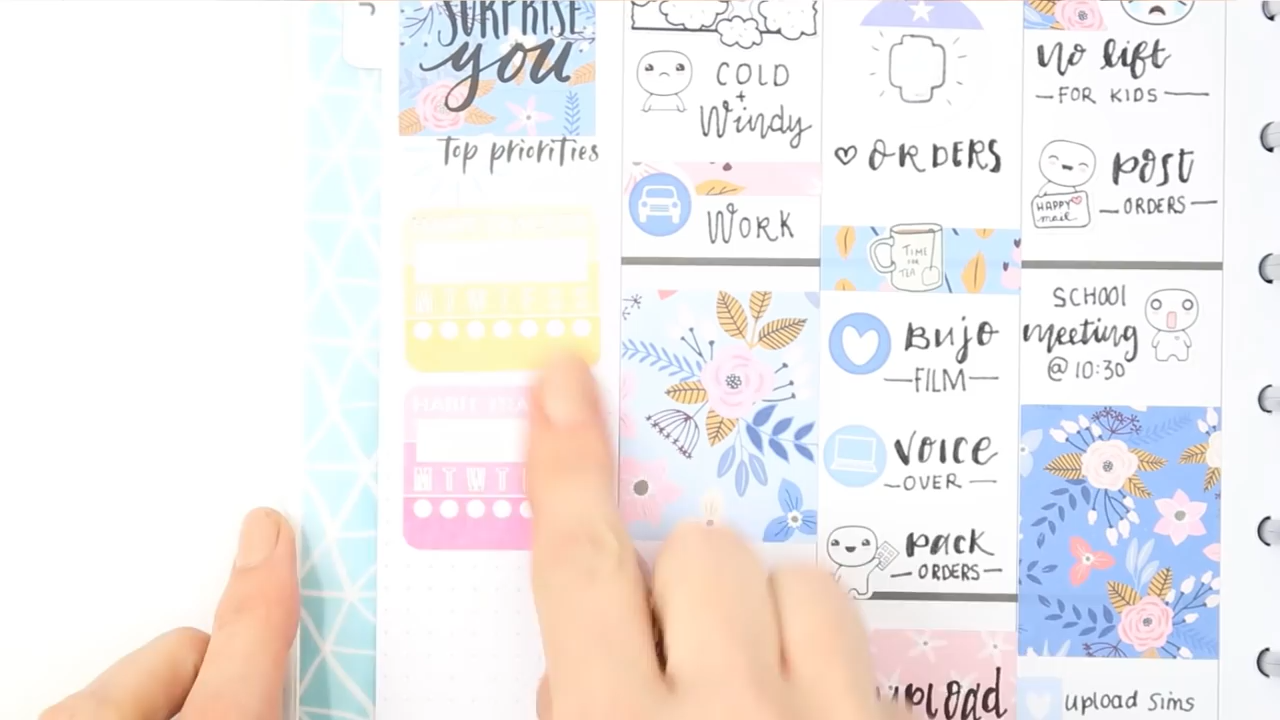 SURPRISE
you
top priorities
M T W T F S S
HABIT
M T W T
COLD
+
Windy
WORK
ORDERS
TIME
FOR
TEA
Bujo
FILM
VOICE
OVER
pack
ORDERS
upload
No lift
FOR KIDS
HAPPY
mail
post
ORDERS
SCHOOL
meeting
@ 10:30
upload Sims